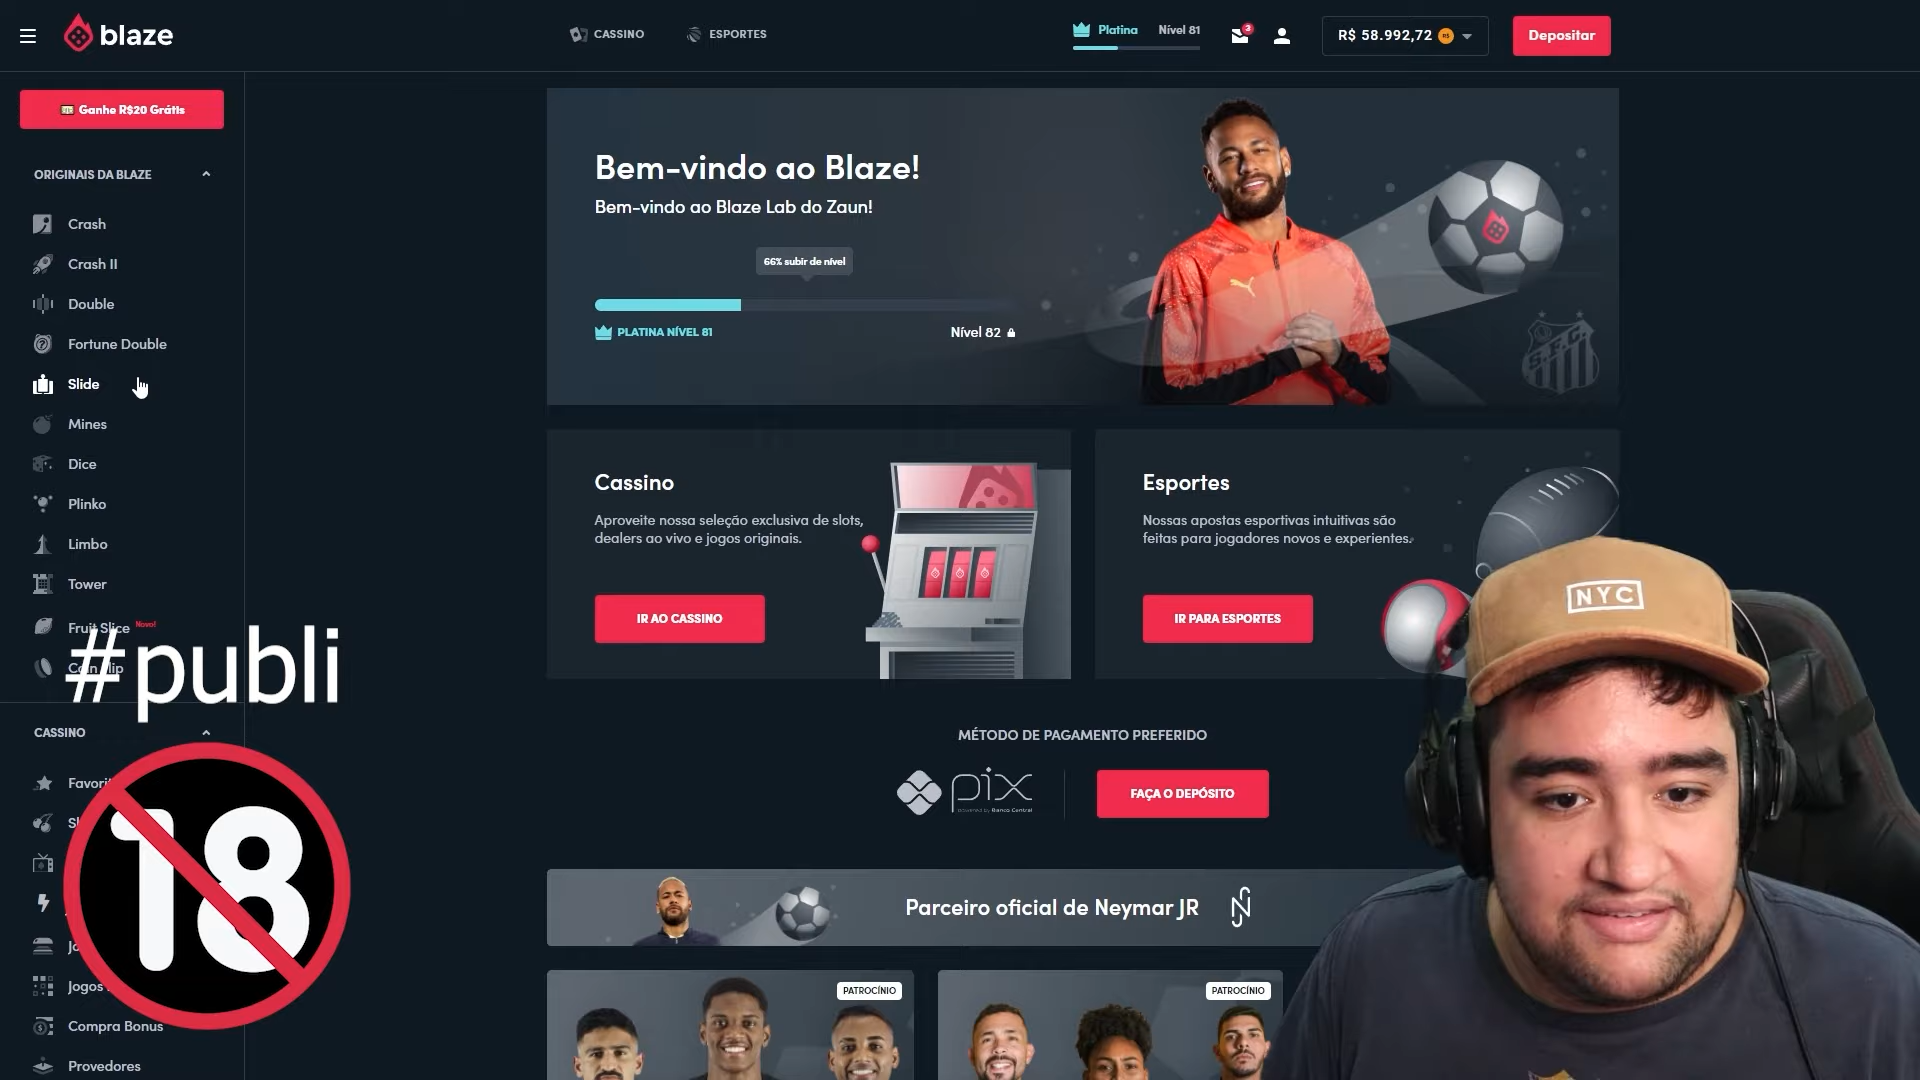 blaze
CASSINO
ESPORTES
Platina
Nível 81
3
R$ 58.992,72
R$
Depositar
Ganhe R$20 Grátis
ORIGINAIS DA BLAZE
Crash
Crash II
Double
Fortune Double
Slide
Mines
Dice
Plinko
Limbo
Tower
Fruit Slice
Novo!
#publi
CASSINO
18
Jogos
Compra Bonus
Provedores
Bem-vindo ao Blaze!
Bem-vindo ao Blaze Lab do Zaun!
66% subir de nível
PLATINA NÍVEL 81
Nível 82
Cassino
Aproveite nossa seleção exclusiva de slots,
dealers ao vivo e jogos originais.
IR AO CASSINO
Esportes
Nossas apostas esportivas intuitivas são
feitas para jogadores novos e experientes.
IR PARA ESPORTES
MÉTODO DE PAGAMENTO PREFERIDO
pix
powered by Banco Central
FAÇA O DEPÓSITO
Parceiro oficial de Neymar JR
PATROCÍNIO
PATROCÍNIO
NYC